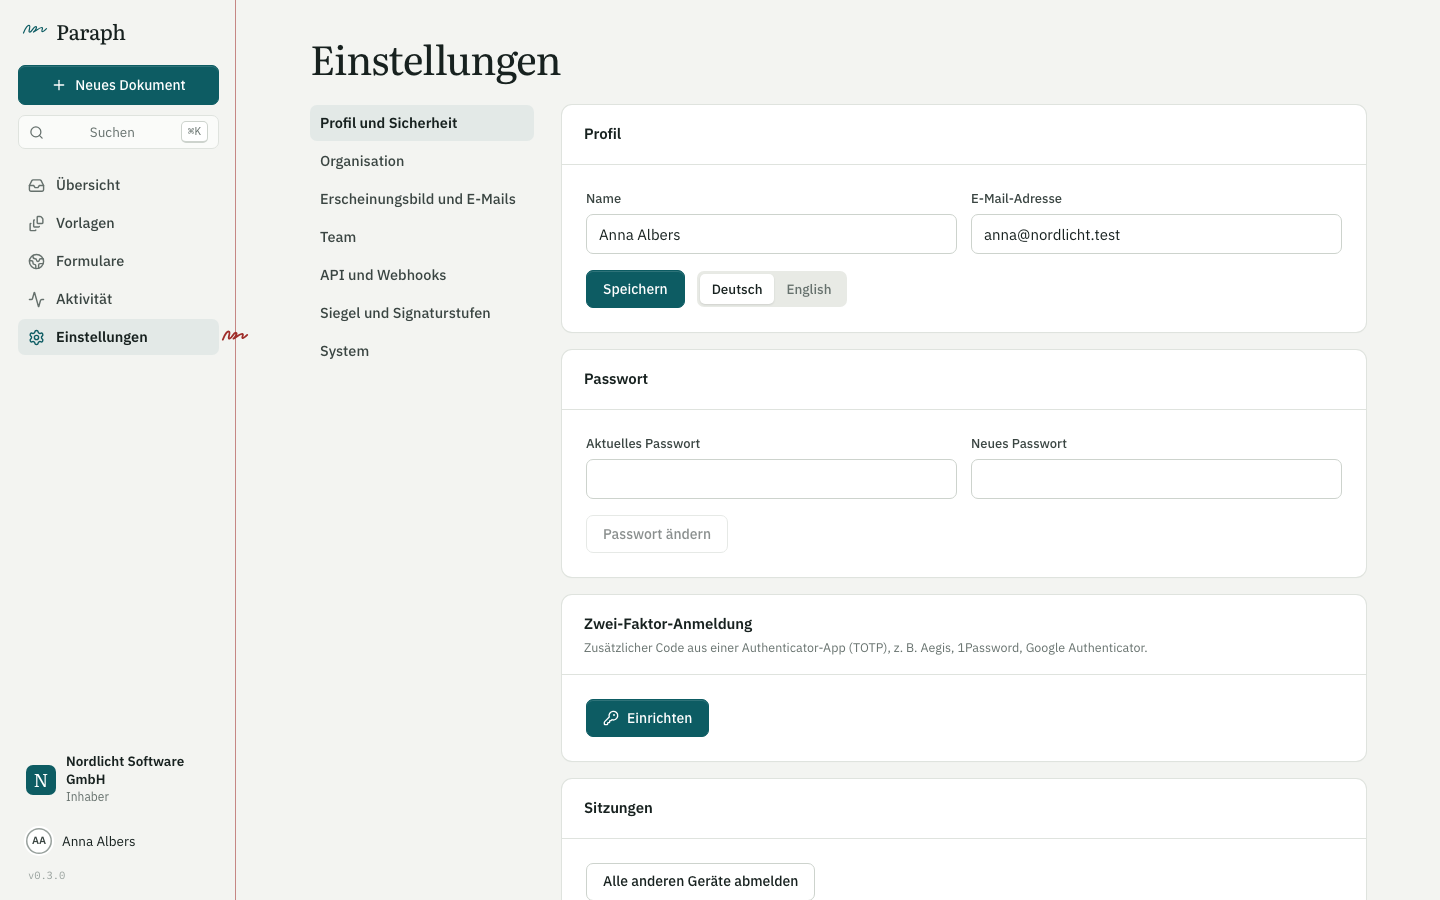 Paraph
Neues Dokument
Suchen ⌘K
Übersicht
Vorlagen
Formulare
Aktivität
Einstellungen
Nordlicht Software
GmbH
Inhaber
N
AA
Anna Albers
v0.3.0
Einstellungen
Profil und Sicherheit
Organisation
Erscheinungsbild und E-Mails
Team
API und Webhooks
Siegel und Signaturstufen
System
Profil
Name
Anna Albers
E-Mail-Adresse
anna@nordlicht.test
Speichern
Deutsch
English
Passwort
Aktuelles Passwort
Neues Passwort
Passwort ändern
Zwei-Faktor-Anmeldung
Zusätzlicher Code aus einer Authenticator-App (TOTP), z. B. Aegis, 1Password, Google Authenticator.
Einrichten
Sitzungen
Alle anderen Geräte abmelden